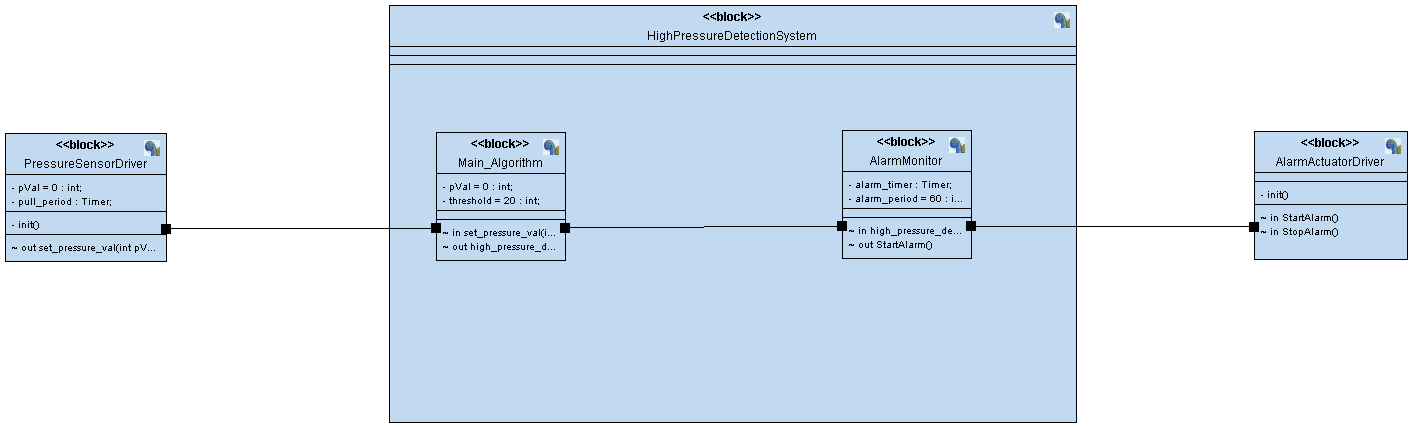 <<block>>
HighPressureDetectionSystem
<<block>>
PressureSensorDriver
- pVal = 0 : int;
- pull_period : Timer;
- init()
~ out set_pressure_val(int pV...
<<block>>
Main_Algorithm
- pVal = 0 : int;
- threshold = 20 : int;
~ in set_pressure_val(i...
~ out high_pressure_d...
<<block>>
AlarmMonitor
- alarm_timer : Timer;
- alarm_period = 60 : i...
~ in high_pressure_de...
~ out StartAlarm()
<<block>>
AlarmActuatorDriver
- init()
~ in StartAlarm()
~ in StopAlarm()